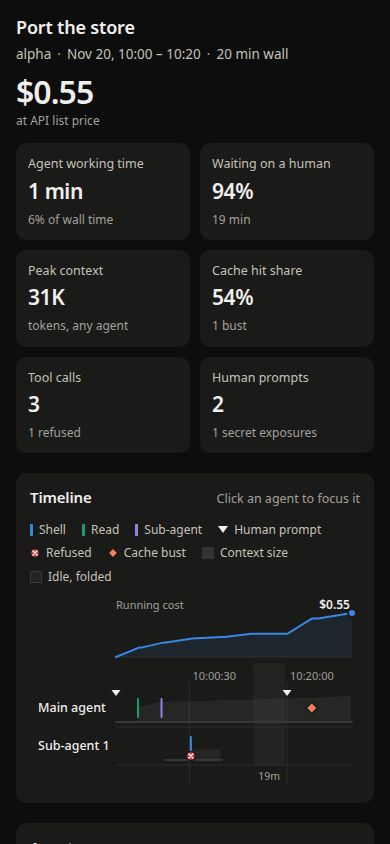 Port the store
alpha · Nov 20, 10:00 – 10:20 · 20 min wall
$0.55
at API list price
Agent working time
1 min
6% of wall time
Waiting on a human
94%
19 min
Peak context
31K
tokens, any agent
Cache hit share
54%
1 bust
Tool calls
3
1 refused
Human prompts
2
1 secret exposures
Timeline
Click an agent to focus it
Shell Read Sub-agent Human prompt
Refused Cache bust Context size
Idle, folded
Running cost $0.55
10:00:30 10:20:00
Main agent
Sub-agent 1
19m